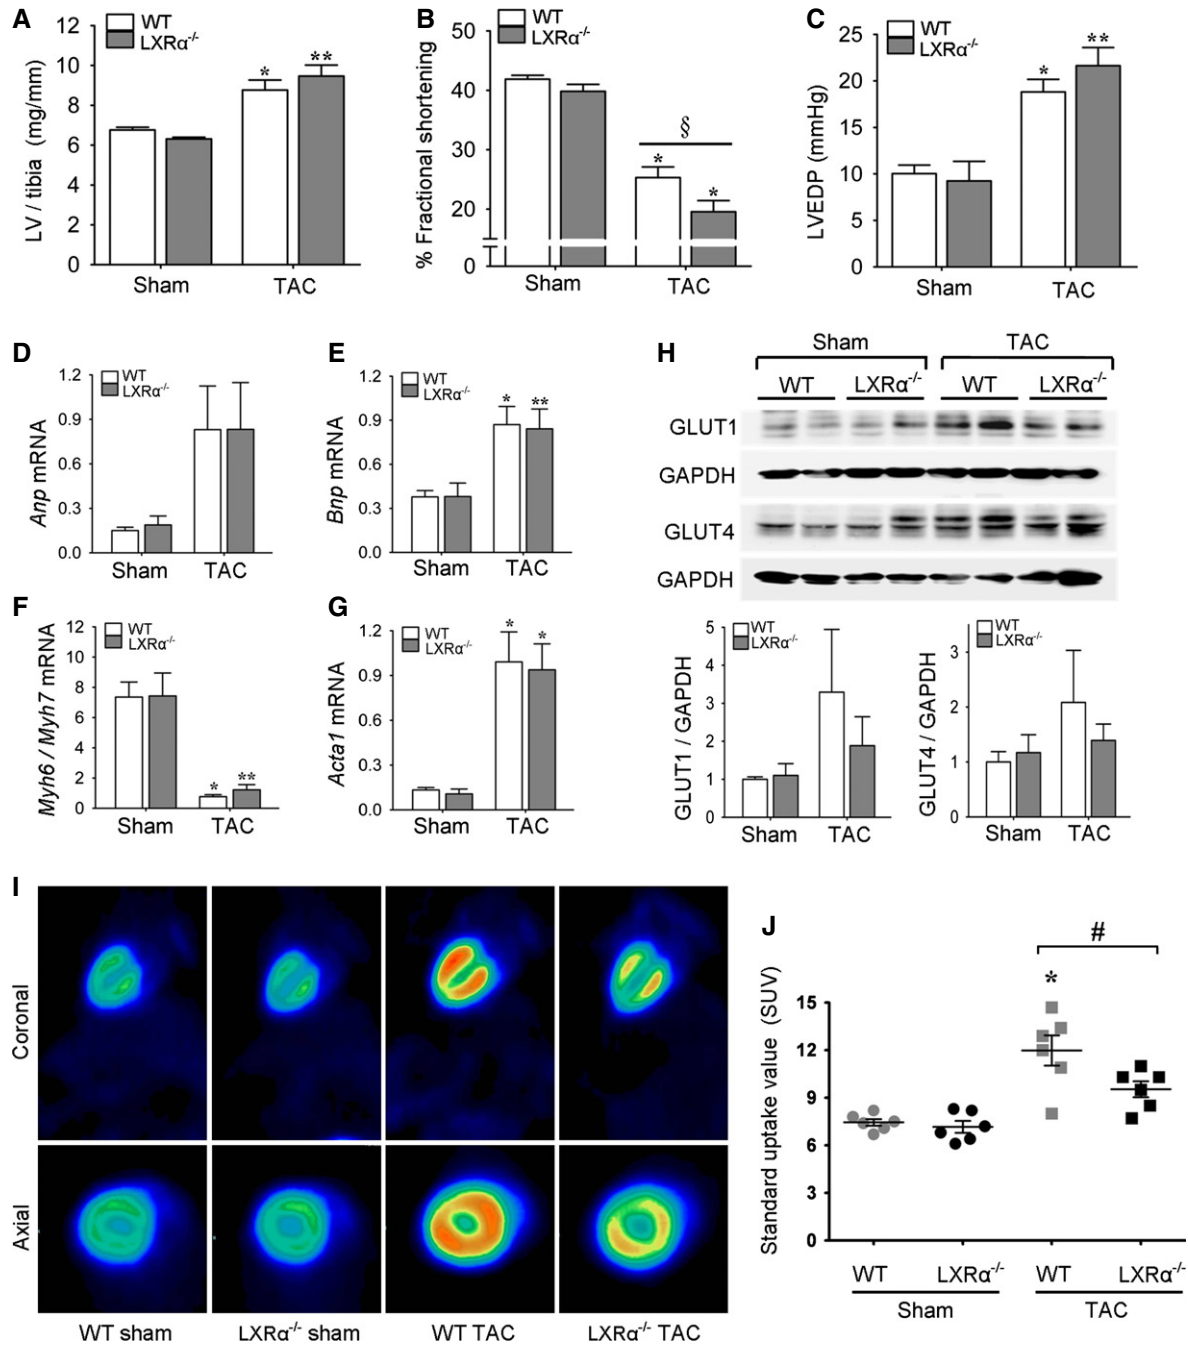 A
LV / tibia (mg/mm)
WT
LXRα-/-
12
10
8
6
4
2
0
*
**
Sham
TAC
B
% Fractional shortening
WT
LXRα-/-
50
40
30
20
0
§
*
*
Sham
TAC
C
LVEDP (mmHg)
WT
LXRα-/-
25
20
15
10
5
0
*
**
Sham
TAC
D
Anp mRNA
WT
LXRα-/-
1.2
0.9
0.6
0.3
0.0
Sham
TAC
E
Bnp mRNA
WT
LXRα-/-
1.2
0.9
0.6
0.3
0.0
*
**
Sham
TAC
F
Myh6 / Myh7 mRNA
WT
LXRα-/-
12
10
8
6
4
2
0
*
**
Sham
TAC
G
Acta1 mRNA
WT
LXRα-/-
1.2
0.9
0.6
0.3
0.0
*
*
Sham
TAC
H
Sham TAC
WT LXRα-/- WT LXRα-/-
GLUT1
GAPDH
GLUT4
GAPDH
GLUT1 / GAPDH
WT
LXRα-/-
5
4
3
2
1
0
Sham
TAC
GLUT4 / GAPDH
WT
LXRα-/-
3
2
1
0
Sham
TAC
I
Coronal
Axial
WT sham LXRα-/- sham WT TAC LXRα-/- TAC
J
Standard uptake value (SUV)
#
*
15
12
9
6
3
0
WT LXRα-/- WT LXRα-/-
Sham TAC